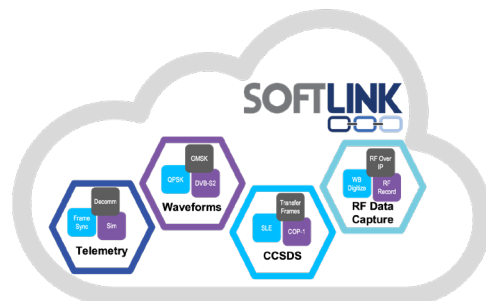 SOFTLINK
Decomm
Frame
Sync
Sim
Telemetry
GMSK
QPSK
DVB-S2
Waveforms
Transfer
Frames
SLE
COP-1
CCSDS
RF Over
IP
WB
Digitize
RF
Record
RF Data
Capture